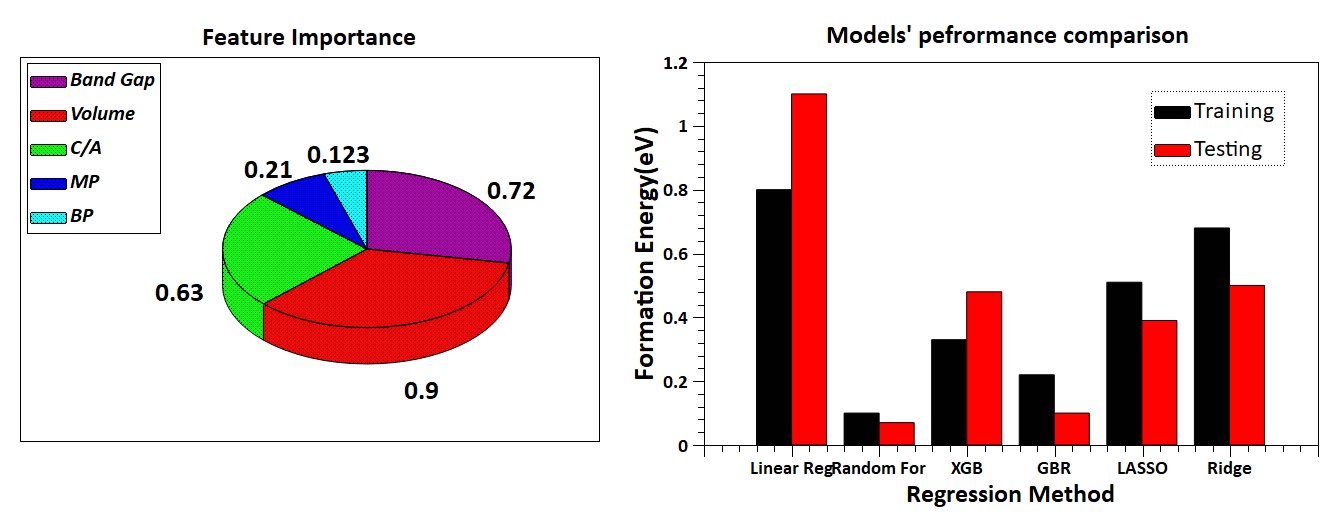 Feature Importance
Band Gap
Volume
C/A
MP
BP
0.72
0.9
0.63
0.21
0.123
Models' pefrormance comparison
Formation Energy(eV)
1.2
1
0.8
0.6
0.4
0.2
0
Training
Testing
Linear Reg
Random For
XGB
GBR
LASSO
Ridge
Regression Method